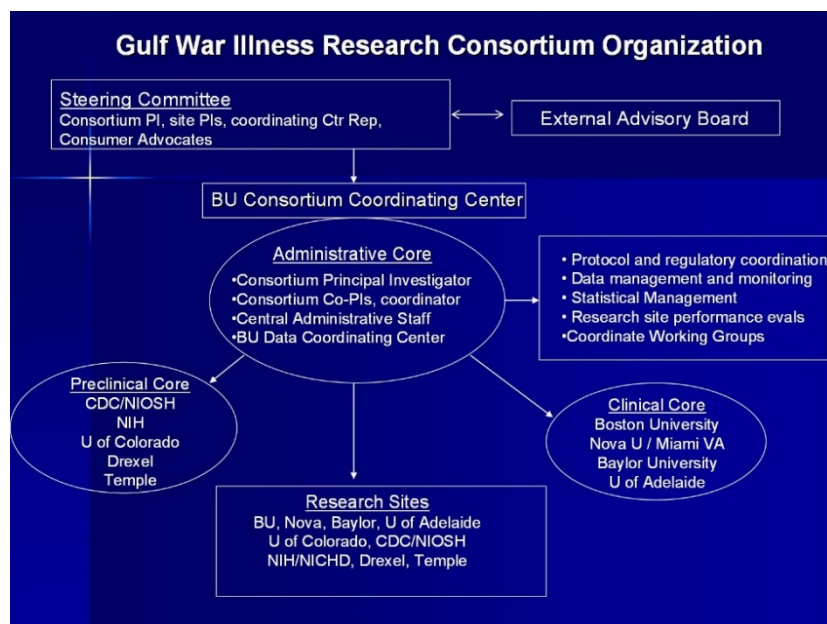 Gulf War Illness Research Consortium Organization
Steering Committee
Consortium PI, site PIs, coordinating Ctr Rep,
Consumer Advocates
External Advisory Board
BU Consortium Coordinating Center
Administrative Core
•Consortium Principal Investigator
•Consortium Co-PIs, coordinator
•Central Administrative Staff
•BU Data Coordinating Center
• Protocol and regulatory coordination
• Data management and monitoring
• Statistical Management
• Research site performance evals
•Coordinate Working Groups
Preclinical Core
CDC/NIOSH
NIH
U of Colorado
Drexel
Temple
Clinical Core
Boston University
Nova U / Miami VA
Baylor University
U of Adelaide
Research Sites
BU, Nova, Baylor, U of Adelaide
U of Colorado, CDC/NIOSH
NIH/NICHD, Drexel, Temple